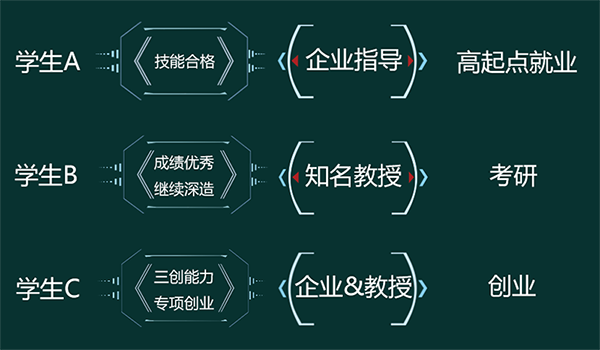 学生A
技能合格
企业指导
高起点就业
学生B
成绩优秀
继续深造
知名教授
考研
学生C
三创能力
专项创业
企业&教授
创业